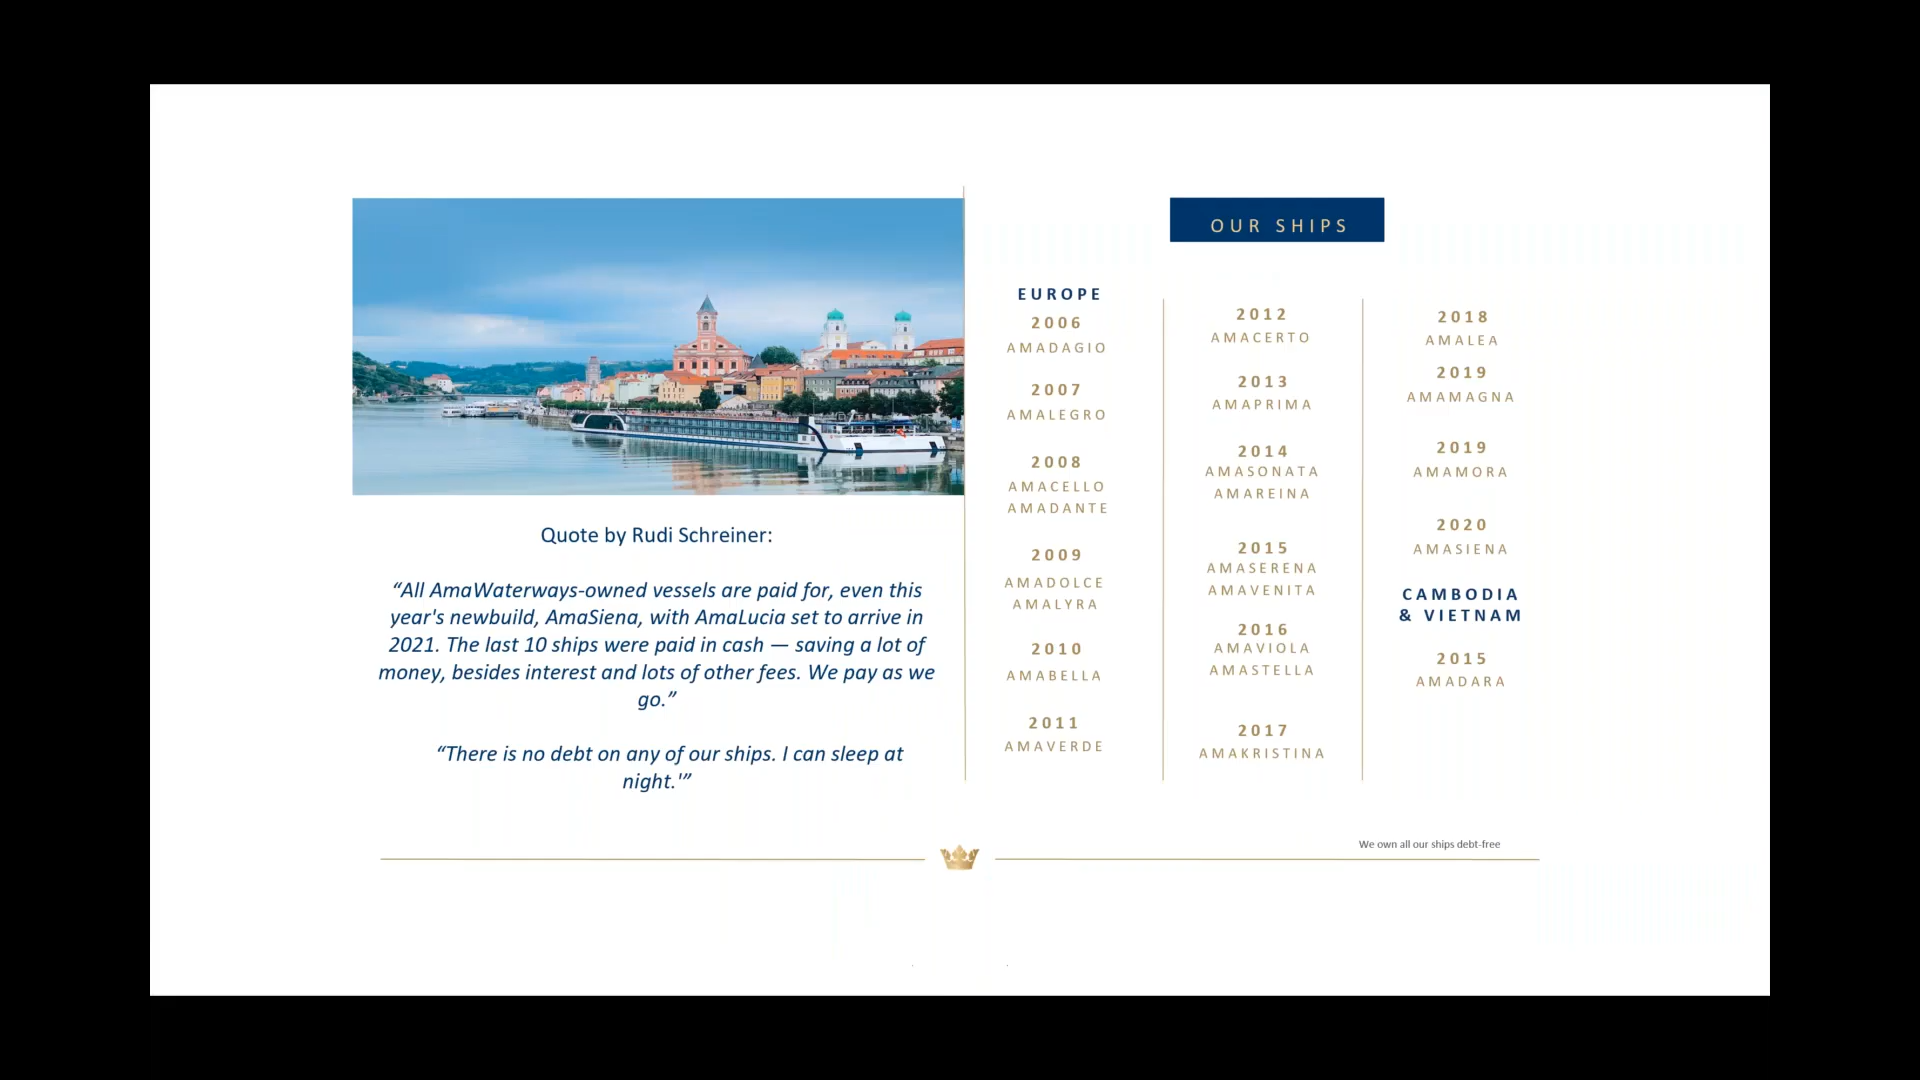 Quote by Rudi Schreiner:
“All AmaWaterways-owned vessels are paid for, even this
year's newbuild, AmaSiena, with AmaLucia set to arrive in
2021. The last 10 ships were paid in cash — saving a lot of
money, besides interest and lots of other fees. We pay as we
go.”
“There is no debt on any of our ships. I can sleep at
night.'”
OUR SHIPS
EUROPE
2006
AMADAGIO
2007
AMALEGRO
2008
AMACELLO
AMADANTE
2009
AMADOLCE
AMALYRA
2010
AMABELLA
2011
AMAVERDE
2012
AMACERTO
2013
AMAPRIMA
2014
AMASONATA
AMAREINA
2015
AMASERENA
AMAVENITA
2016
AMAVIOLA
AMASTELLA
2017
AMAKRISTINA
2018
AMALEA
2019
AMAMAGNA
2019
AMAMORA
2020
AMASIENA
CAMBODIA
& VIETNAM
2015
AMADARA
We own all our ships debt-free